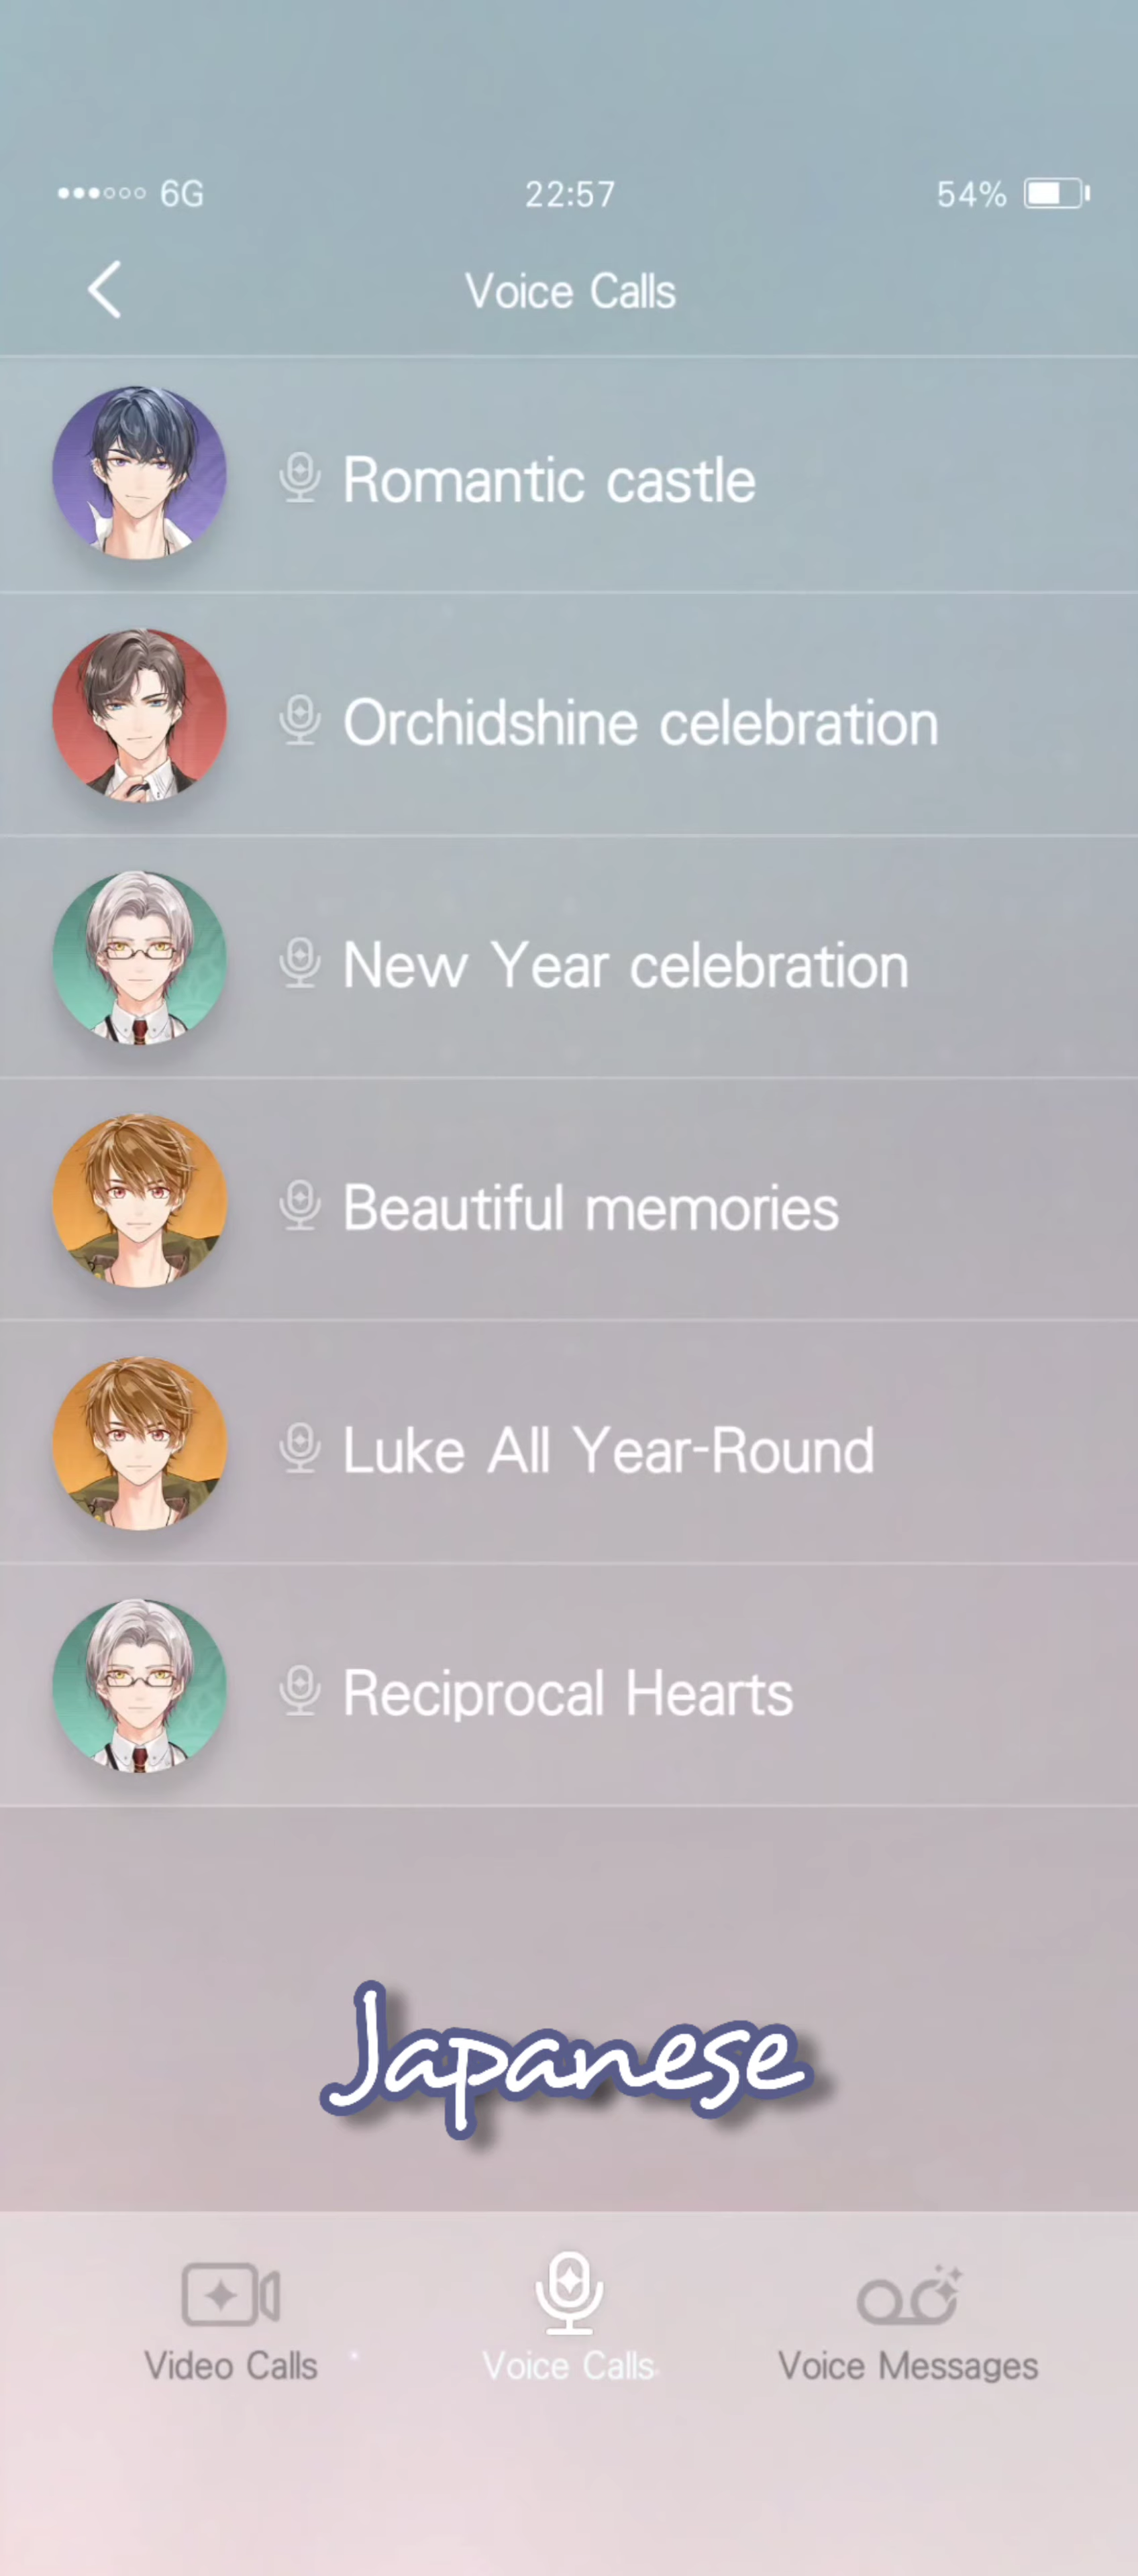 6G 22:57 54%
Voice Calls
Romantic castle
Orchidshine celebration
New Year celebration
Beautiful memories
Luke All Year-Round
Reciprocal Hearts
Japanese
Video Calls Voice Calls Voice Messages